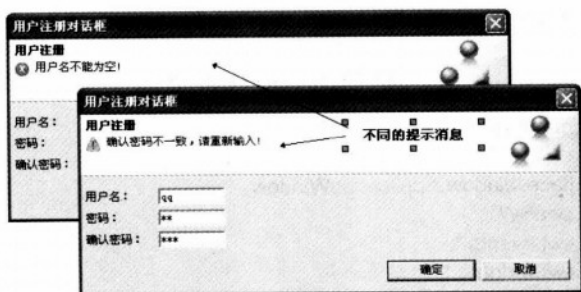 用户注册对话框
用户注册
用户名不能为空!
用户名:
密码:
确认密码:
用户注册对话框
用户注册
确认密码不一致,请重新输入!
不同的提示消息
用户名: qq
密码: **
确认密码: ***
确定 取消